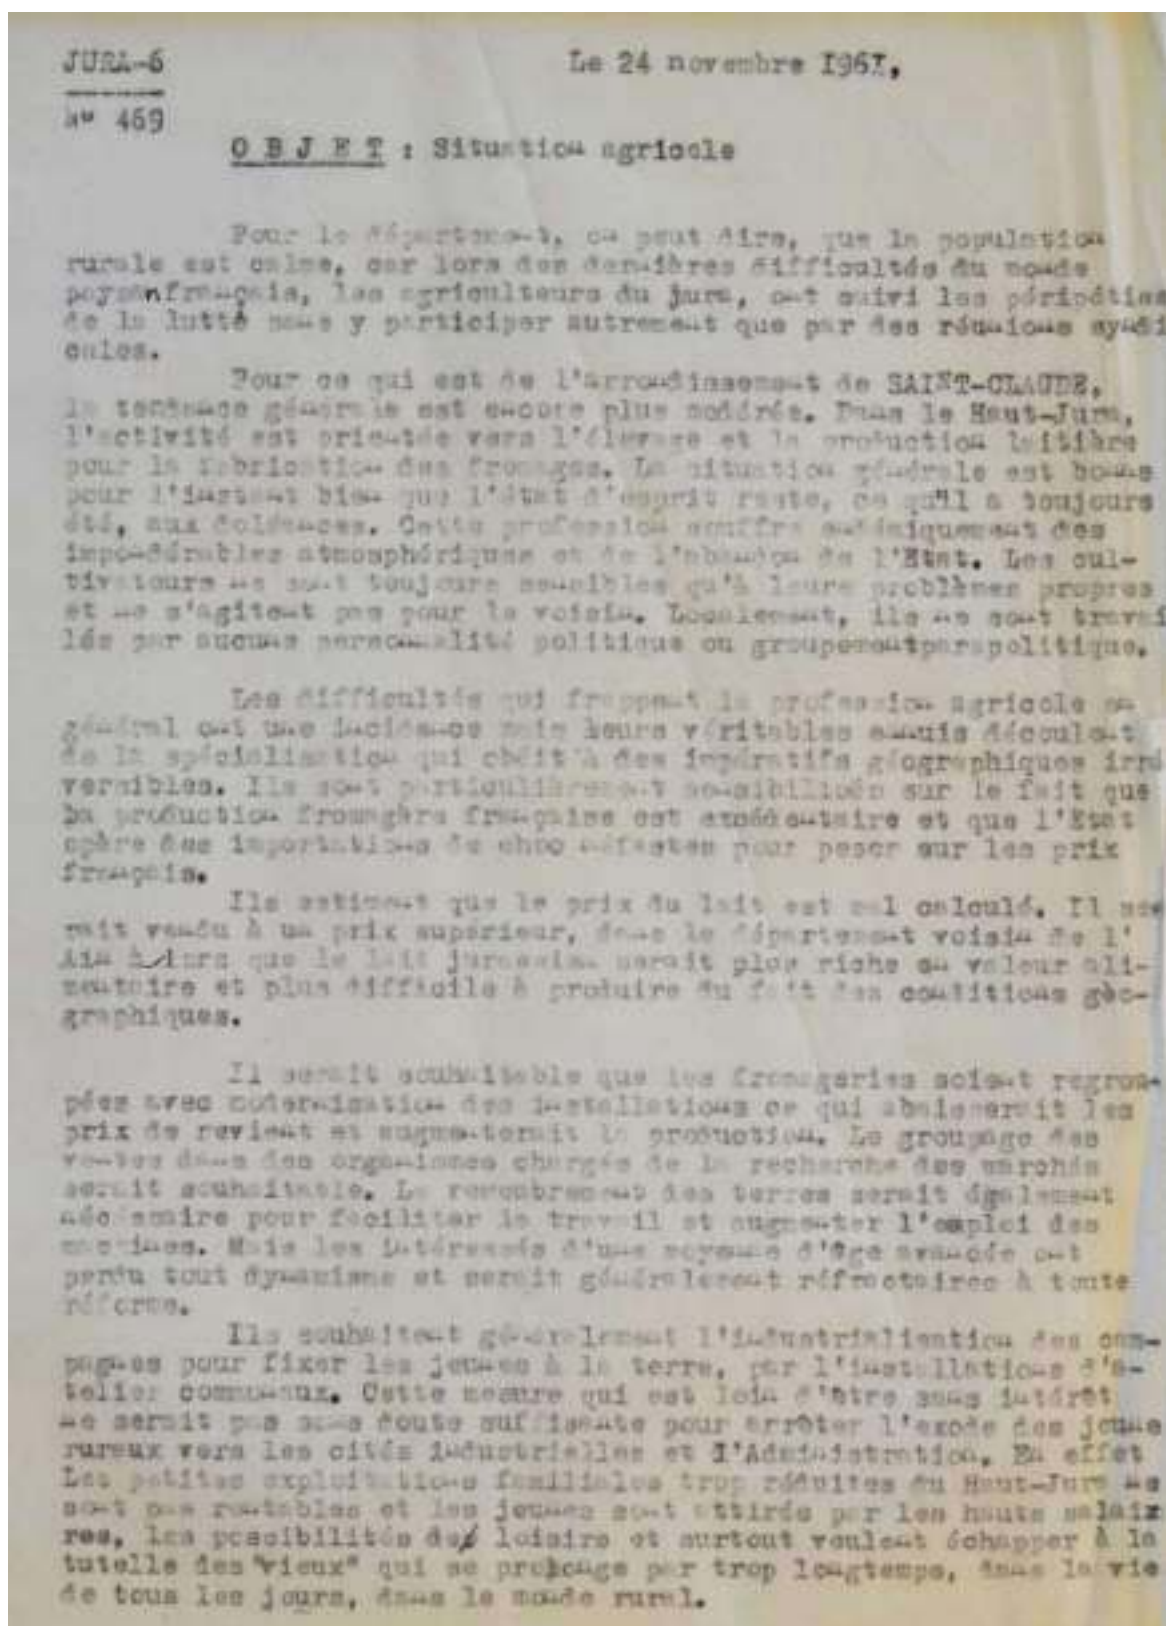 JURA-6
Le 24 novembre I96I,
N° 469
O B J E T : Situation agricole
Pour le département, on peut dire, que la population
rurale est calme, car lors des dernières difficultés du monde
paysan français, les agriculteurs du jura, ont suivi les péripéties
de la lutte sans y participer autrement que par des réunions syndi
cales.
Pour ce qui est de l'arrondissement de SAINT-CLAUDE,
la tendance générale est encore plus modérée. Dans le Haut-Jura,
l'activité est orientée vers l'élevage et la production laitière
pour la fabrication des fromages. La situation générale est bonne
pour l'instant bien que l'état d'esprit reste, ce qu'il a toujours
été, aux doléances. Cette profession souffre endémiquement des
impondérables atmosphériques et de l'abandon de l'Etat. Les cul-
tivateurs ne sont toujours sensibles qu'à leurs problèmes propres
et ne s'agitent pas pour le voisin. Localement, ils ne sont travai
lés par aucune personnalité politique ou groupementparapolitique.
Les difficultés qui frappent la profession agricole en
général ont une incidence mais leurs véritables ennuis découlent
de la spécialisation qui obéit à des impératifs géographiques irré
versibles. Ils sont particulièrement sensibilisés sur le fait que
la production fromagère française est excédentaire et que l'Etat
opère des importations de choc néfastes pour peser sur les prix
français.
Ils estiment que le prix du lait est mal calculé. Il se
rait vendu à un prix supérieur, dans le département voisin de l'
Ain alors que le lait jurassien serait plus riche en valeur ali-
mentaire et plus difficile à produire du fait des conditions géo-
graphiques.
Il serait souhaitable que les fromageries soient regrou-
pées avec modernisation des installations ce qui abaisserait les
prix de revient et augmenterait la production. Le groupage des
ventes dans des organismes chargés de la recherche des marchés
serait souhaitable. Le remembrement des terres serait également
nécessaire pour faciliter le travail et augmenter l'emploi des
machines. Mais les intéressés d'une moyenne d'âge avancée ont
perdu tout dynamisme et serait généralement réfractaires à toute
réforme.
Ils souhaitent généralement l'industrialisation des cam-
pagnes pour fixer les jeunes à la terre, par l'installations d'a-
telier communaux. Cette mesure qui est loin d'être sans intérêt
ne serait pas sans doute suffisante pour arrêter l'exode des jeune
ruraux vers les cités industrielles et l'Administration. En effet
Les petites exploitations familiales trop réduites du Haut-Jura ne
sont pas rentables et les jeunes sont attirés par les hauts salair
res, les possibilités de loisirs et surtout veulent échapper à la
tutelle des "vieux" qui se prolonge par trop longtemps, dans la vie
de tous les jours, dans le monde rural.